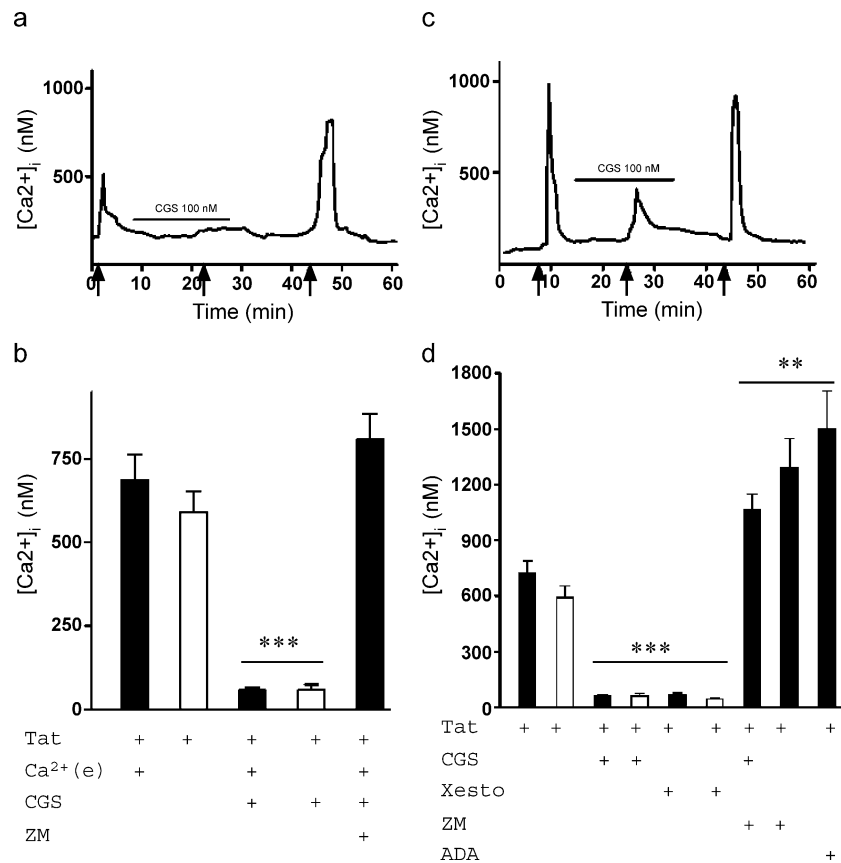 a
1000
500
[Ca2+]i (nM)
CGS 100 nM
0 10 20 30 40 50 60
Time (min)
c
1000
500
[Ca2+]i (nM)
CGS 100 nM
0 10 20 30 40 50 60
Time (min)
b
750
500
250
0
[Ca2+]i (nM)
***
Tat + + + + +
Ca2+(e) + + +
CGS + + +
ZM +
d
1800
1500
1200
900
600
300
0
[Ca2+]i (nM)
***
**
Tat + + + + + + + + +
CGS + + +
Xesto + +
ZM + +
ADA +